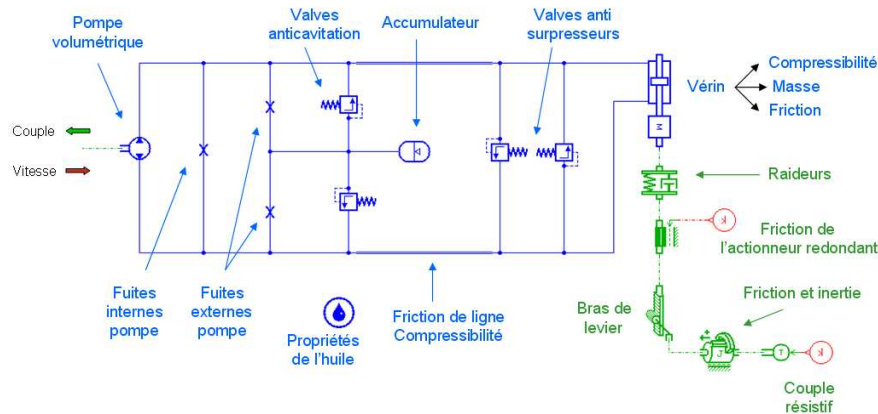 Pompe
volumétrique
Valves
anticavitation
Accumulateur
Valves anti
surpresseurs
Vérin
Compressibilité
Masse
Friction
Couple
Vitesse
M
Raideurs
Friction de
l'actionneur redondant
k
Fuites
internes
pompe
Fuites
externes
pompe
Propriétés
de l'huile
Friction de ligne
Compressibilité
Bras de
levier
Friction et inertie
J
T
k
Couple
résistif